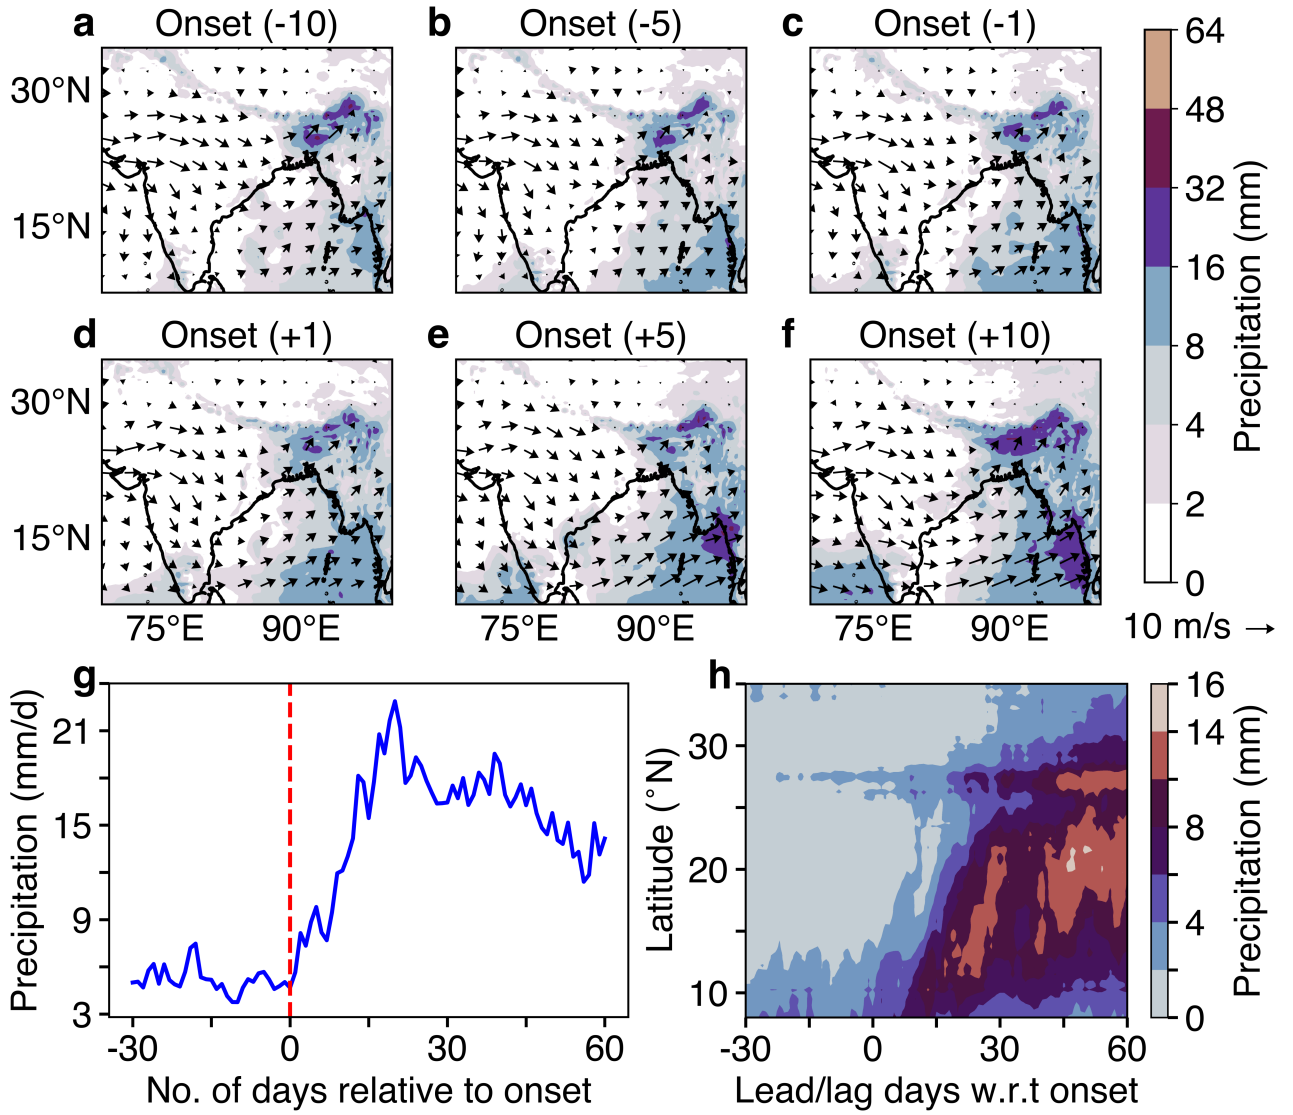 a Onset (-10)
b Onset (-5)
c Onset (-1)
30°N
15°N
d Onset (+1)
e Onset (+5)
f Onset (+10)
30°N
15°N
75°E 90°E
75°E 90°E
75°E 90°E
64
48
32
16
8
4
2
0
Precipitation (mm)
10 m/s →
g
Precipitation (mm/d)
21
15
9
3
-30 0 30 60
No. of days relative to onset
h
Latitude (°N)
30
20
10
-30 0 30 60
Lead/lag days w.r.t onset
16
14
8
4
0
Precipitation (mm)